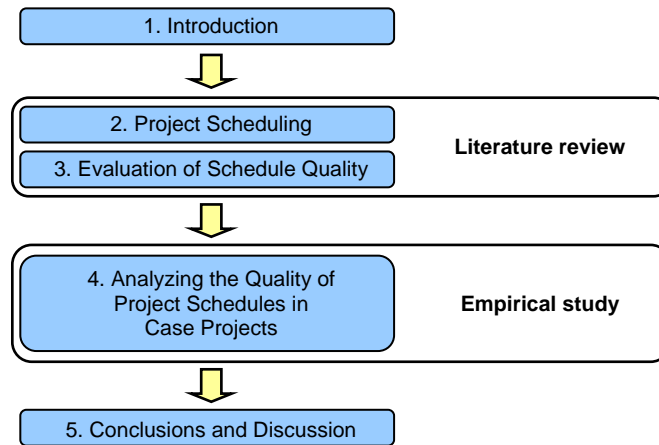 1. Introduction
2. Project Scheduling
3. Evaluation of Schedule Quality
Literature review
4. Analyzing the Quality of
Project Schedules in
Case Projects
Empirical study
5. Conclusions and Discussion